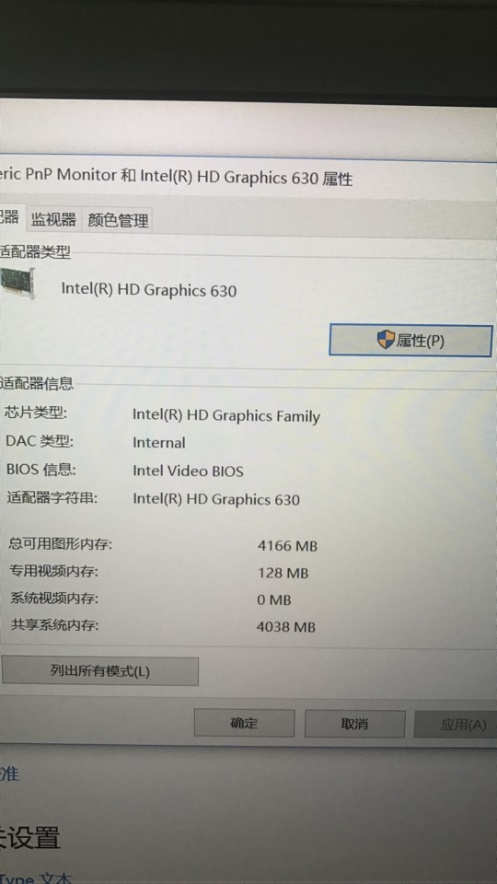 eric PnP Monitor 和 Intel(R) HD Graphics 630 属性
配器 监视器 颜色管理
适配器类型
Intel(R) HD Graphics 630
属性(P)
适配器信息
芯片类型: Intel(R) HD Graphics Family
DAC 类型: Internal
BIOS 信息: Intel Video BIOS
适配器字符串: Intel(R) HD Graphics 630
总可用图形内存: 4166 MB
专用视频内存: 128 MB
系统视频内存: 0 MB
共享系统内存: 4038 MB
列出所有模式(L)
确定 取消 应用(A)
准
关设置
Type 文本